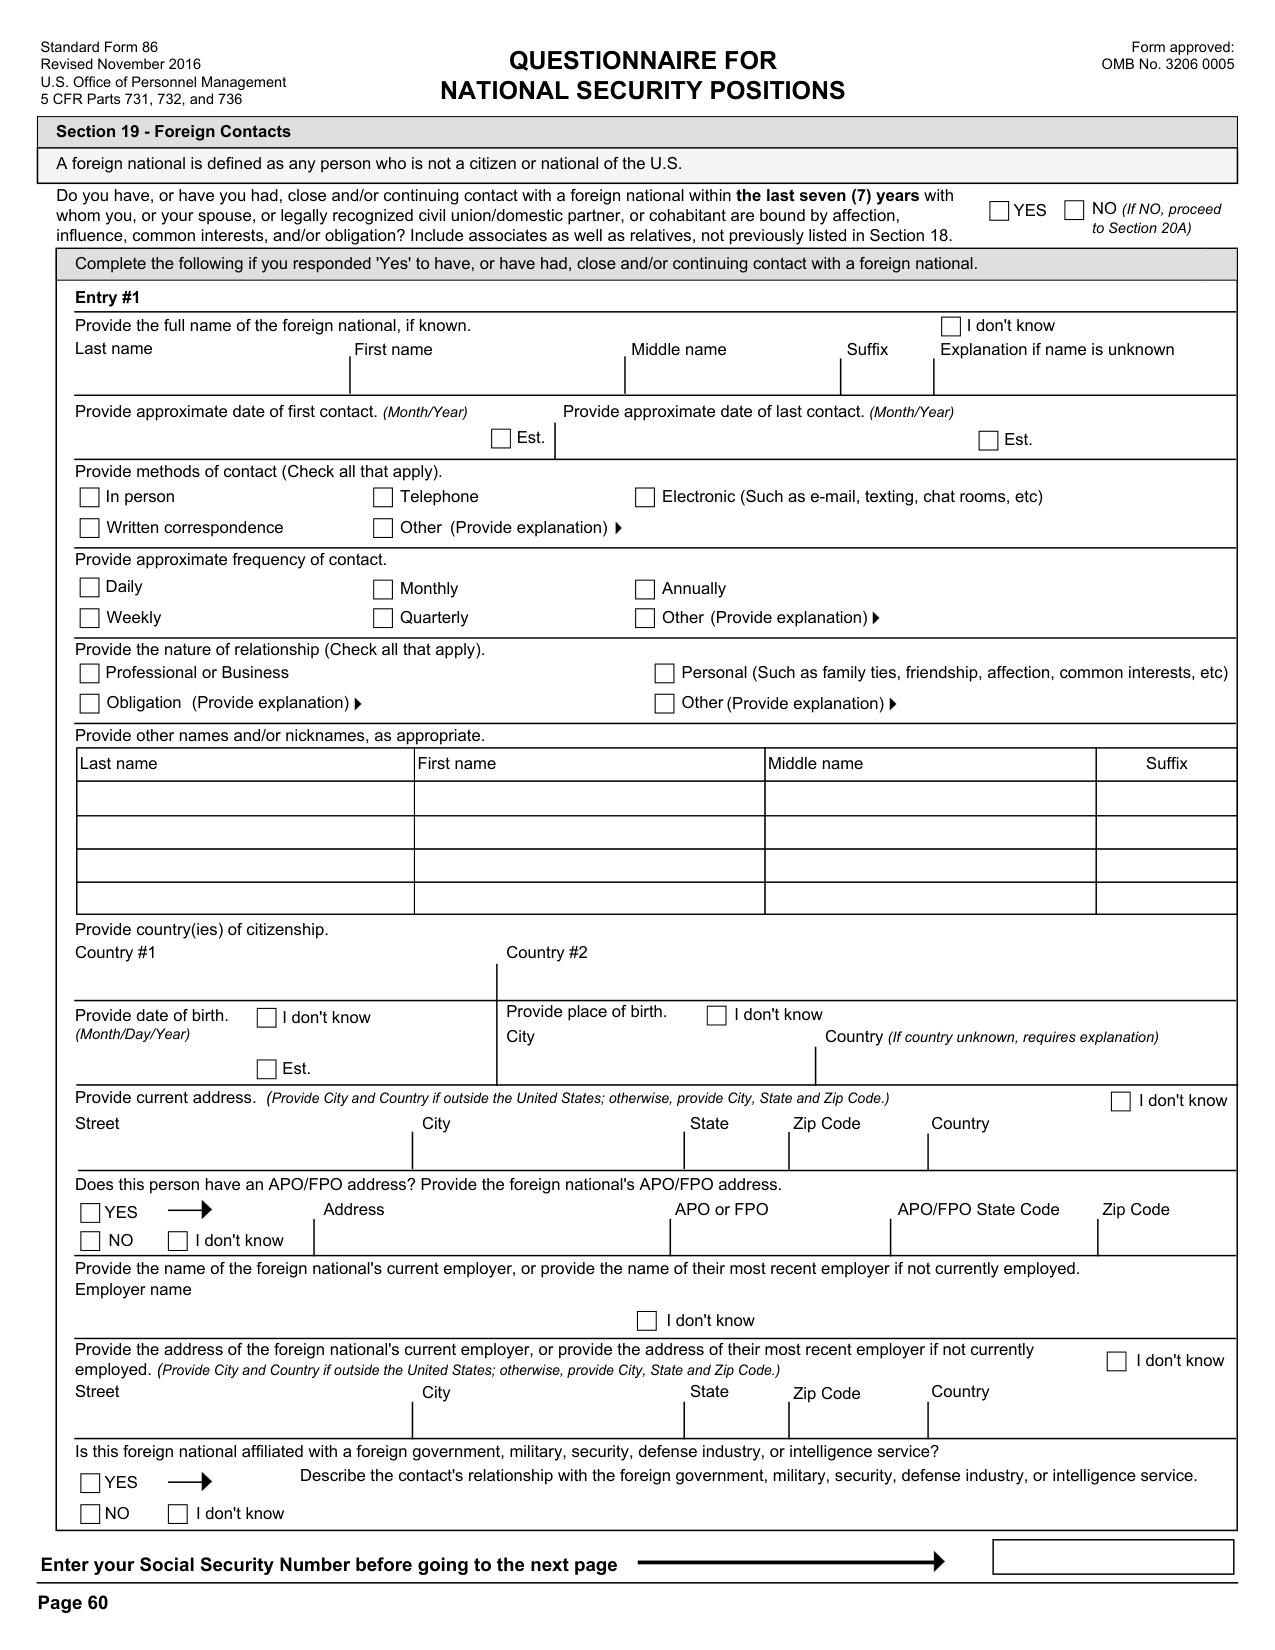 Standard Form 86
Revised November 2016
U.S. Office of Personnel Management
5 CFR Parts 731, 732, and 736
QUESTIONNAIRE FOR
NATIONAL SECURITY POSITIONS
Form approved:
OMB No. 3206 0005
Section 19 - Foreign Contacts
A foreign national is defined as any person who is not a citizen or national of the U.S.
Do you have, or have you had, close and/or continuing contact with a foreign national within the last seven (7) years with
whom you, or your spouse, or legally recognized civil union/domestic partner, or cohabitant are bound by affection,
influence, common interests, and/or obligation? Include associates as well as relatives, not previously listed in Section 18.
YES NO (If NO, proceed
to Section 20A)
Complete the following if you responded 'Yes' to have, or have had, close and/or continuing contact with a foreign national.
Entry #1
Provide the full name of the foreign national, if known. I don't know
Last name First name Middle name Suffix Explanation if name is unknown
Provide approximate date of first contact. (Month/Year) Provide approximate date of last contact. (Month/Year)
Est. Est.
Provide methods of contact (Check all that apply).
In person Telephone Electronic (Such as e-mail, texting, chat rooms, etc)
Written correspondence Other (Provide explanation)
Provide approximate frequency of contact.
Daily Monthly Annually
Weekly Quarterly Other (Provide explanation)
Provide the nature of relationship (Check all that apply).
Professional or Business Personal (Such as family ties, friendship, affection, common interests, etc)
Obligation (Provide explanation) Other (Provide explanation)
Provide other names and/or nicknames, as appropriate.
Last name First name Middle name Suffix
Provide country(ies) of citizenship.
Country #1 Country #2
Provide date of birth. I don't know Provide place of birth. I don't know
(Month/Day/Year) City Country (If country unknown, requires explanation)
Est.
Provide current address. (Provide City and Country if outside the United States; otherwise, provide City, State and Zip Code.) I don't know
Street City State Zip Code Country
Does this person have an APO/FPO address? Provide the foreign national's APO/FPO address.
YES Address APO or FPO APO/FPO State Code Zip Code
NO I don't know
Provide the name of the foreign national's current employer, or provide the name of their most recent employer if not currently employed.
Employer name
I don't know
Provide the address of the foreign national's current employer, or provide the address of their most recent employer if not currently
employed. (Provide City and Country if outside the United States; otherwise, provide City, State and Zip Code.) I don't know
Street City State Zip Code Country
Is this foreign national affiliated with a foreign government, military, security, defense industry, or intelligence service?
YES Describe the contact's relationship with the foreign government, military, security, defense industry, or intelligence service.
NO I don't know
Enter your Social Security Number before going to the next page
Page 60